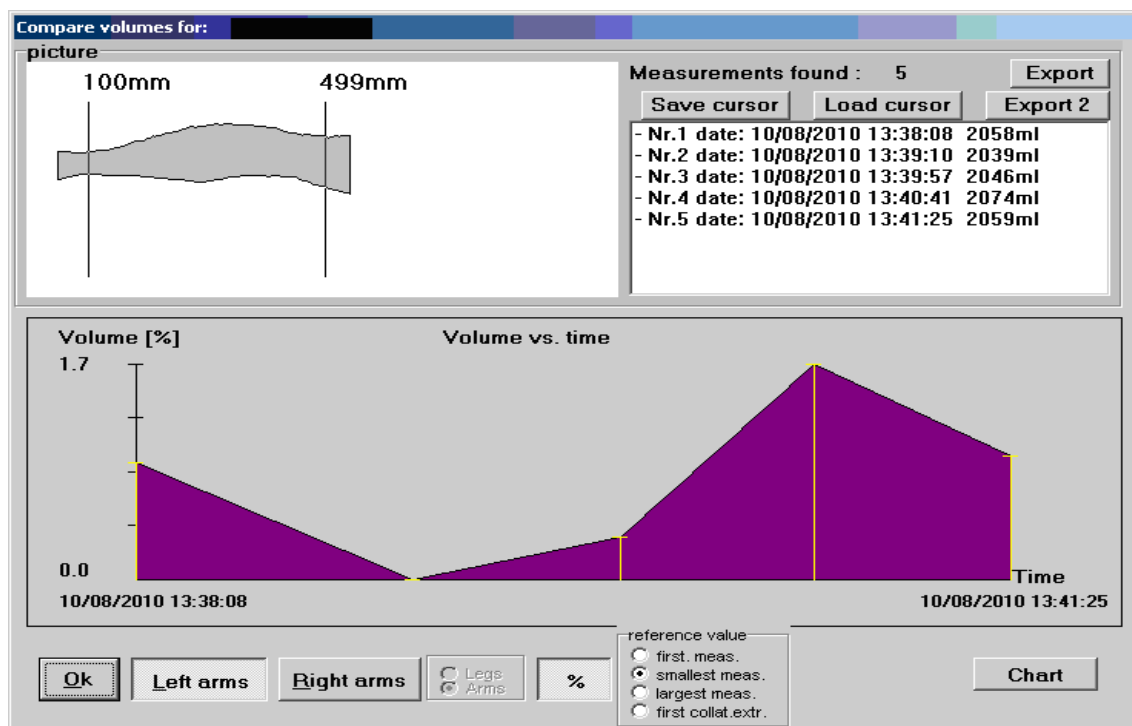 Compare volumes for:
picture
100mm 499mm
Measurements found : 5 Export
Save cursor Load cursor Export 2
- Nr.1 date: 10/08/2010 13:38:08 2058ml
- Nr.2 date: 10/08/2010 13:39:10 2039ml
- Nr.3 date: 10/08/2010 13:39:57 2046ml
- Nr.4 date: 10/08/2010 13:40:41 2074ml
- Nr.5 date: 10/08/2010 13:41:25 2059ml
Volume [%] Volume vs. time
1.7
0.0
Time
10/08/2010 13:38:08 10/08/2010 13:41:25
reference value
first. meas.
smallest meas.
largest meas.
first collat.extr.
Ok Left arms Right arms Legs % Chart
Arms